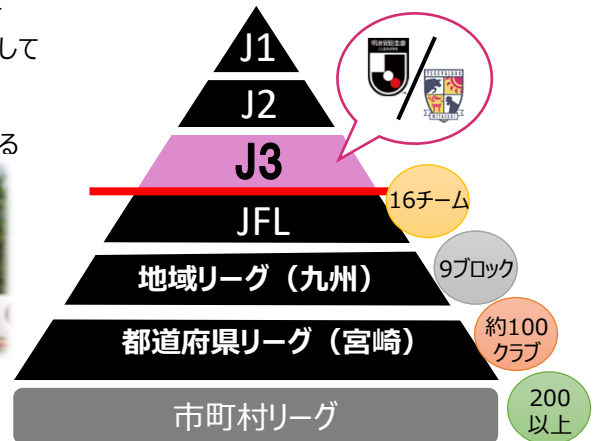 して
る
J1
J2
J3
16チーム
JFL
9ブロック
地域リーグ（九州）
約100
クラブ
都道府県リーグ（宮崎）
200
以上
市町村リーグ